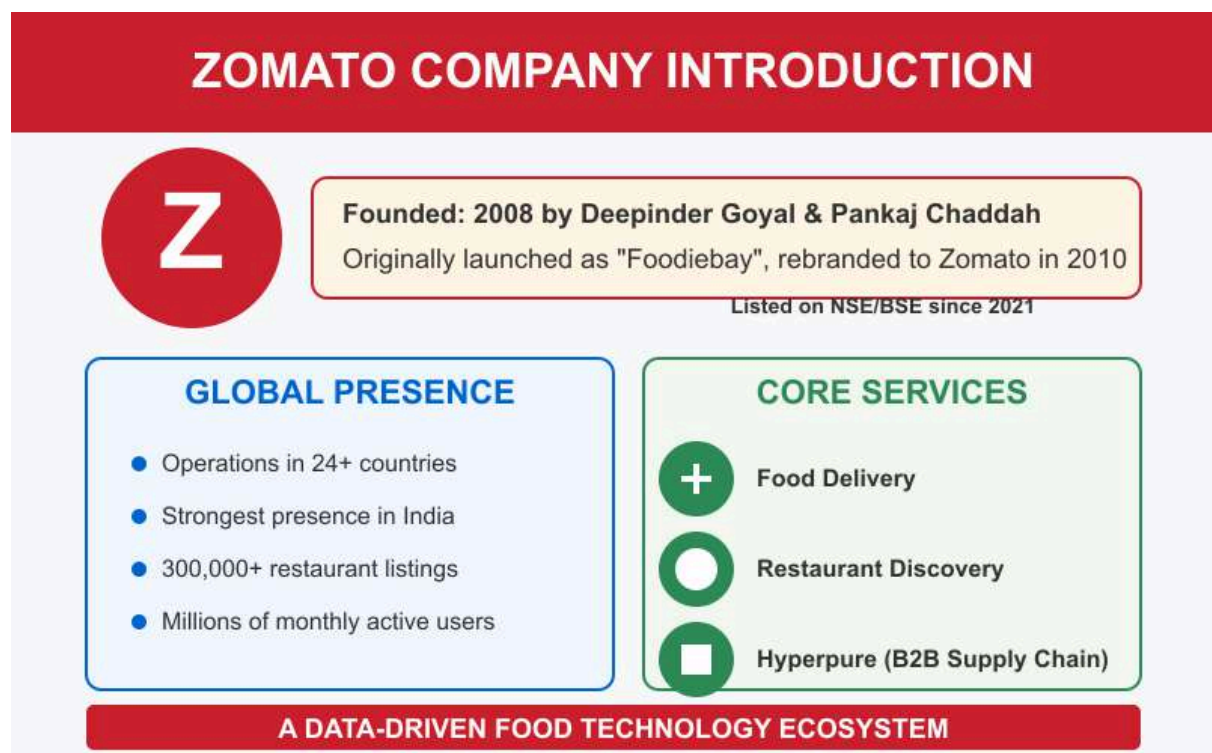 ZOMATO COMPANY INTRODUCTION
Z
Founded: 2008 by Deepinder Goyal & Pankaj Chaddah
Originally launched as "Foodiebay", rebranded to Zomato in 2010
Listed on NSE/BSE since 2021
GLOBAL PRESENCE
Operations in 24+ countries
Strongest presence in India
300,000+ restaurant listings
Millions of monthly active users
CORE SERVICES
Food Delivery
Restaurant Discovery
Hyperpure (B2B Supply Chain)
A DATA-DRIVEN FOOD TECHNOLOGY ECOSYSTEM